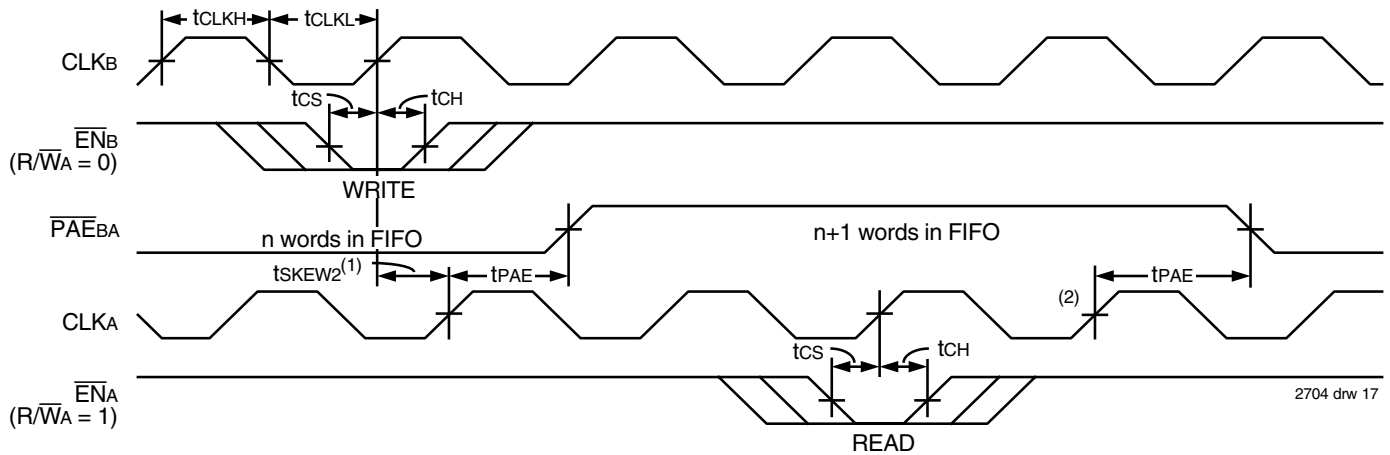 tCLKH tCLKL
CLKB
tCS tCH
ENB
(R/WA = 0)
WRITE
PAEBA
n words in FIFO n+1 words in FIFO
tSKEW2(1) tPAE (2) tPAE
CLKA
tCS tCH
ENA
(R/WA = 1)
2704 drw 17
READ